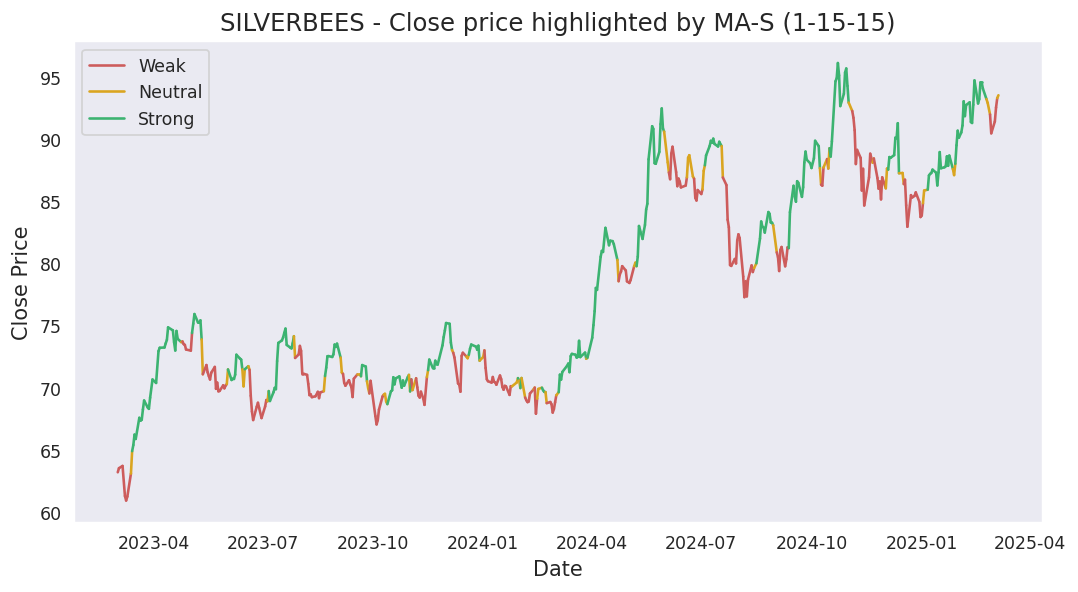 SILVERBEES - Close price highlighted by MA-S (1-15-15)
Weak
Neutral
Strong
Close Price
95
90
85
80
75
70
65
60
2023-04 2023-07 2023-10 2024-01 2024-04 2024-07 2024-10 2025-01 2025-04
Date